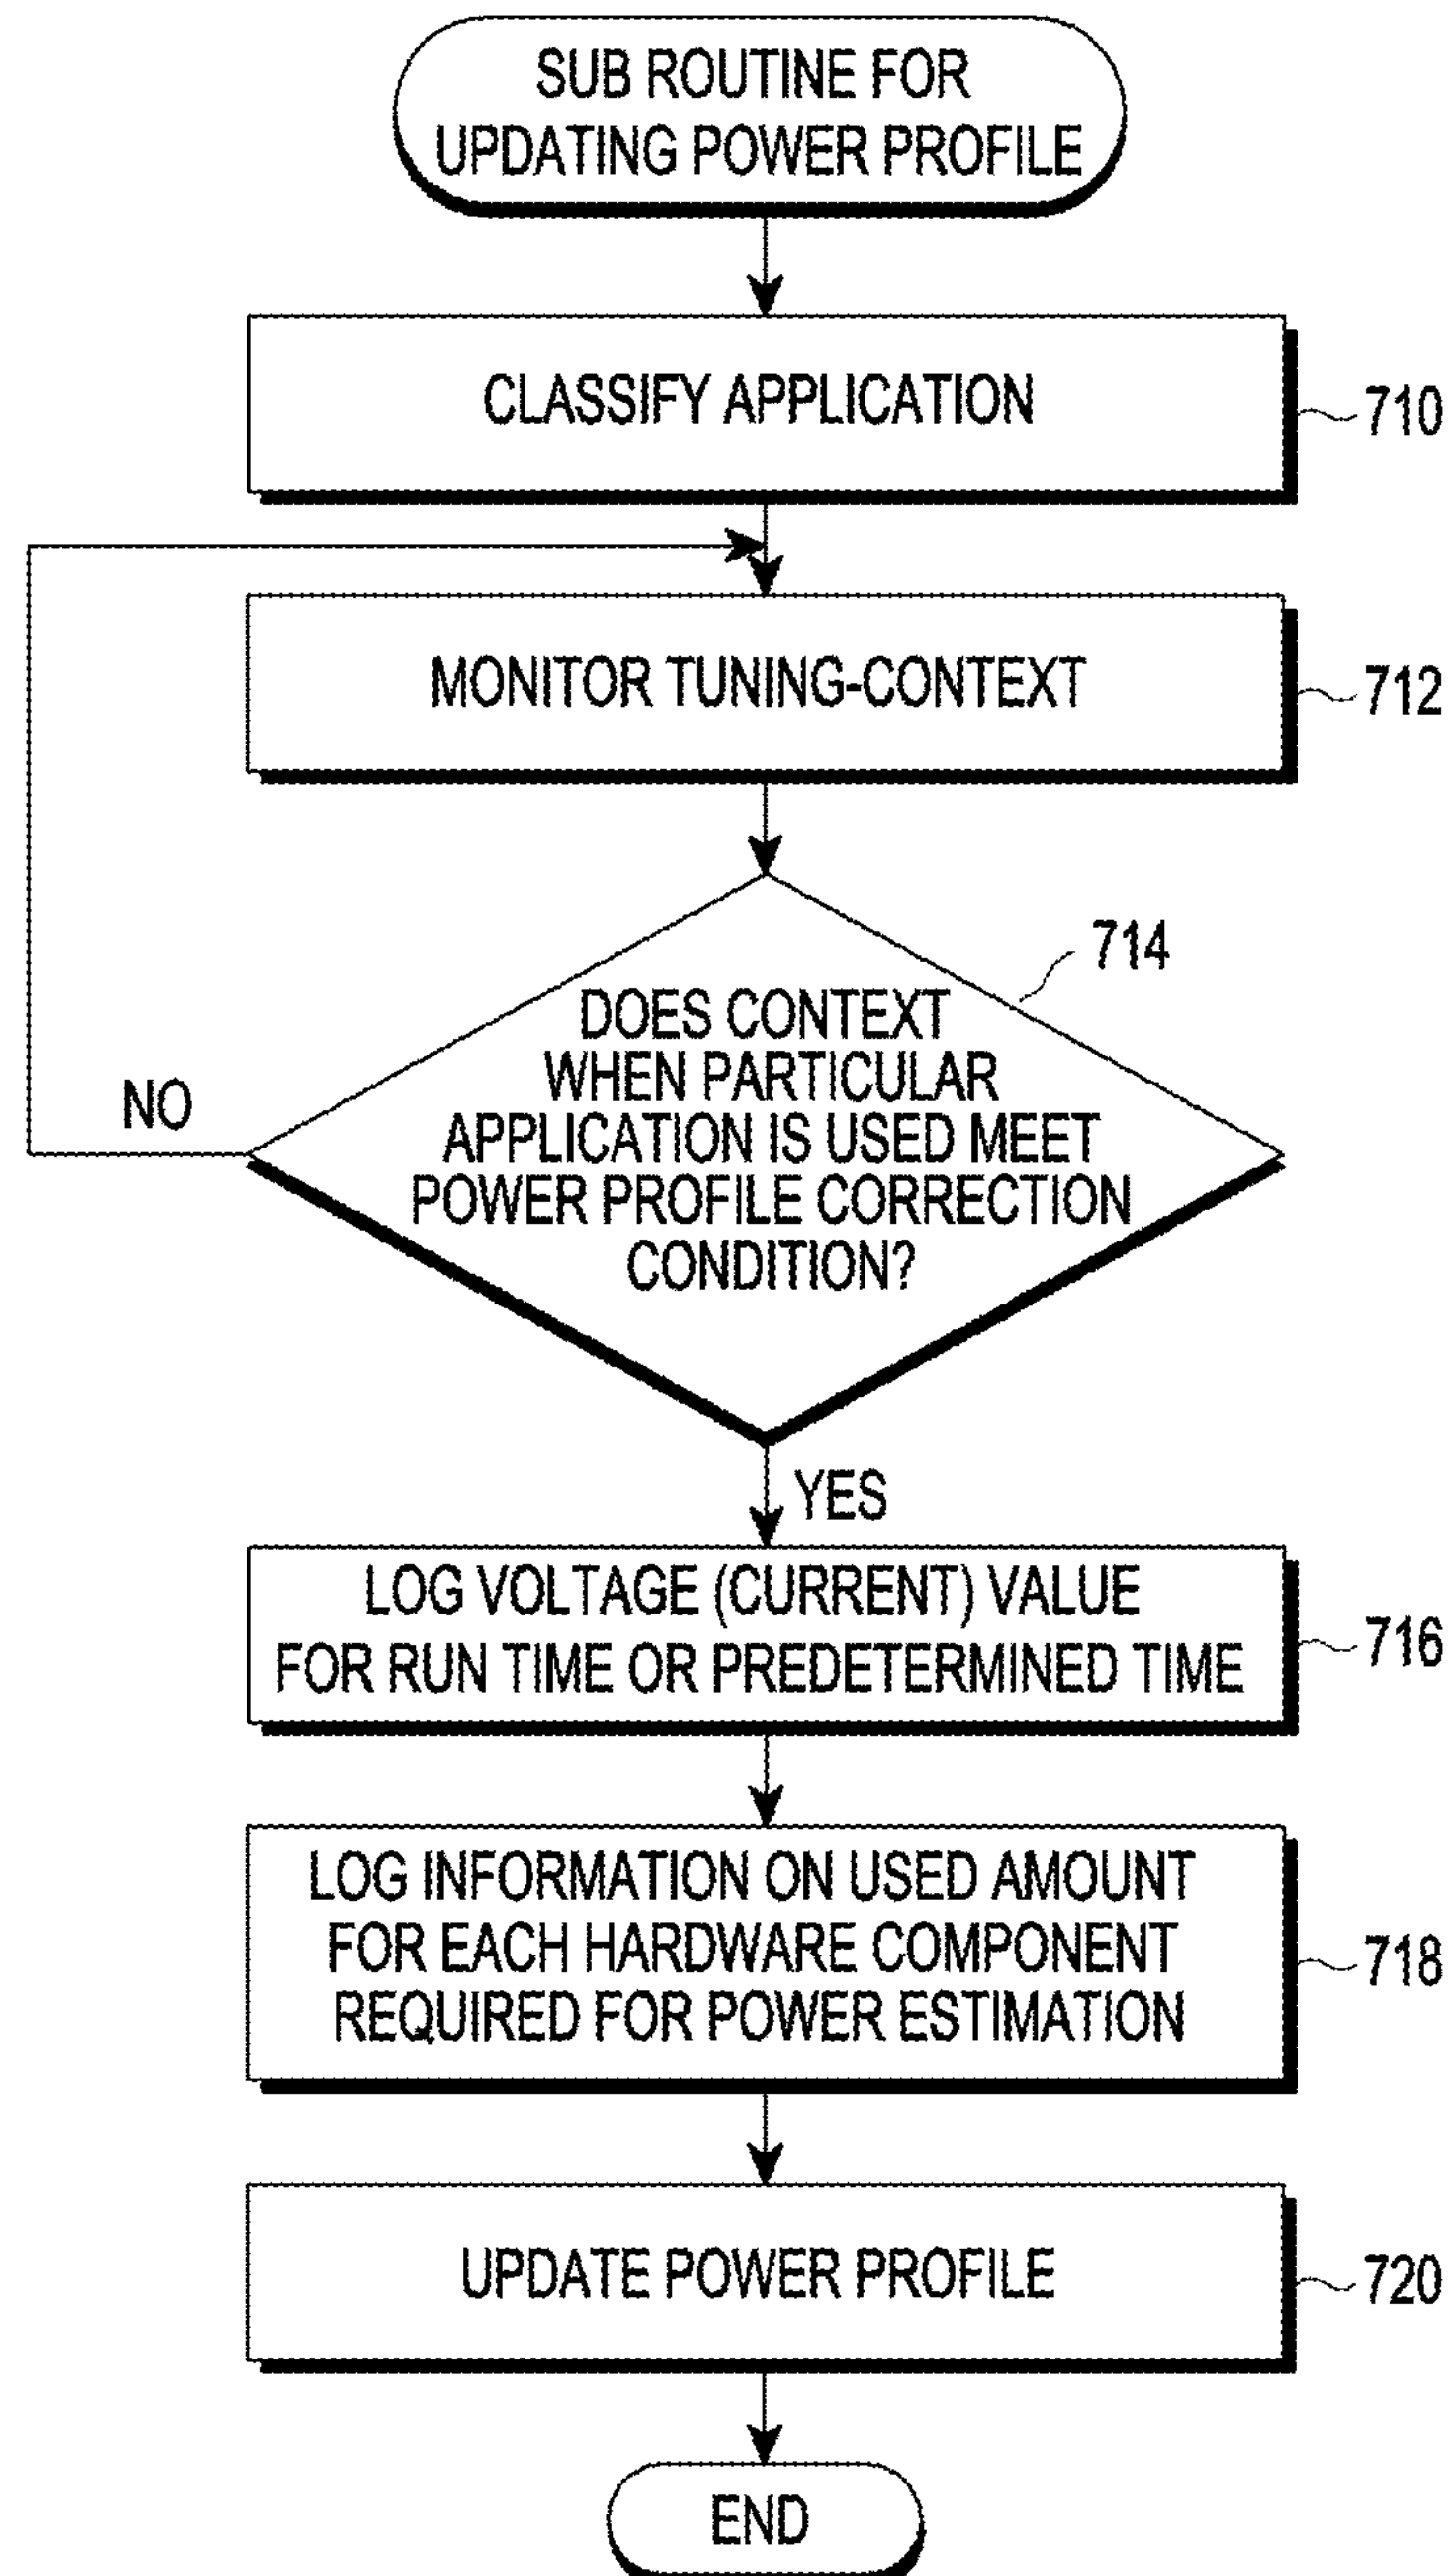 SUB ROUTINE FOR
UPDATING POWER PROFILE
CLASSIFY APPLICATION
710
MONITOR TUNING-CONTEXT
712
714
DOES CONTEXT
WHEN PARTICULAR
APPLICATION IS USED MEET
POWER PROFILE CORRECTION
CONDITION?
NO
YES
LOG VOLTAGE (CURRENT) VALUE
FOR RUN TIME OR PREDETERMINED TIME
716
LOG INFORMATION ON USED AMOUNT
FOR EACH HARDWARE COMPONENT
REQUIRED FOR POWER ESTIMATION
718
UPDATE POWER PROFILE
720
END